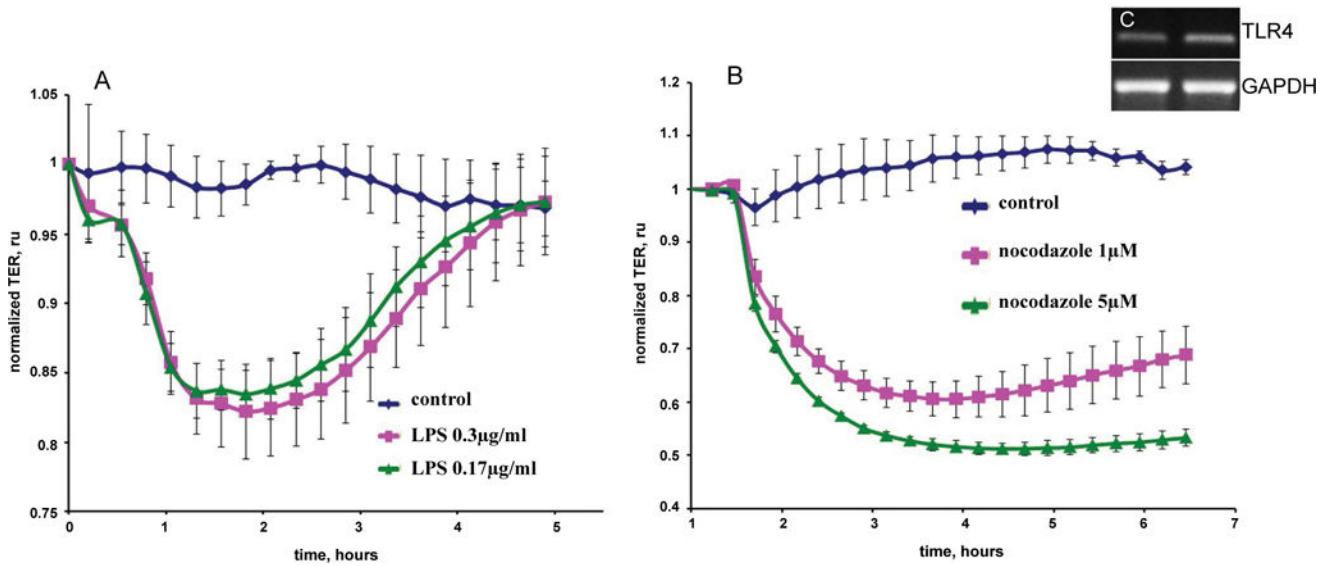 A
1.05
1
0.95
0.9
0.85
0.8
0.75
normalized TER, ru
0 1 2 3 4 5
time, hours
control
LPS 0.3µg/ml
LPS 0.17µg/ml
B
1.2
1.1
1.0
0.9
0.8
0.7
0.6
0.5
0.4
normalized TER, ru
1 2 3 4 5 6 7
time, hours
control
nocodazole 1µM
nocodazole 5µM
C
TLR4
GAPDH